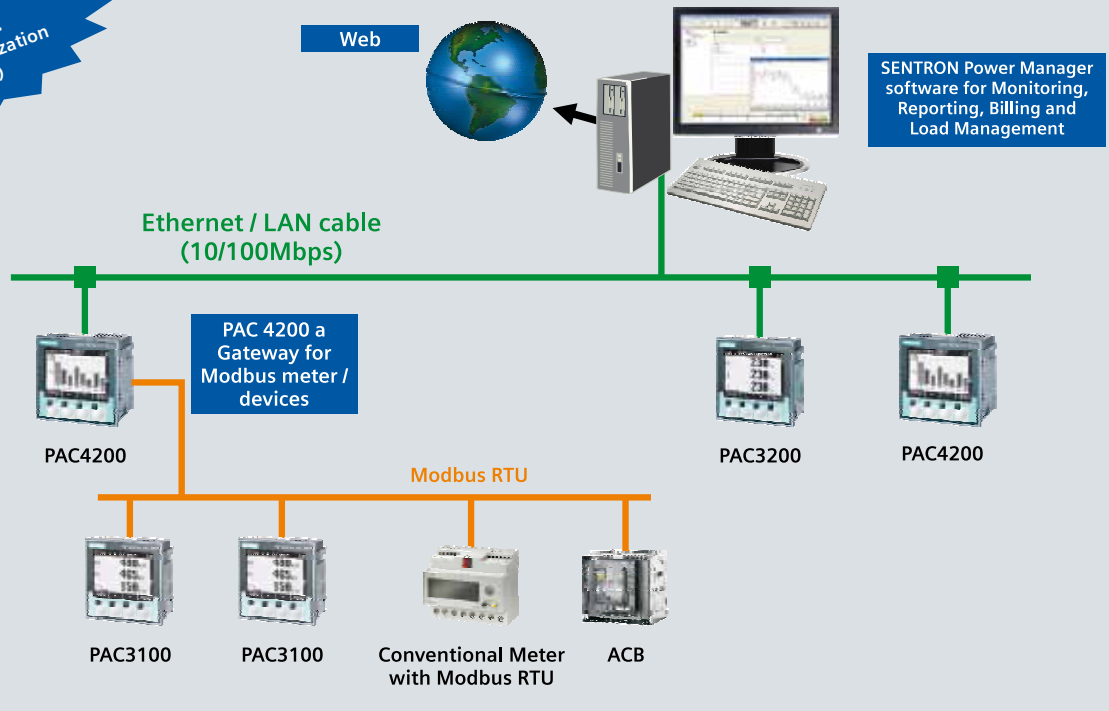 zation
Web
SENTRON Power Manager
software for Monitoring,
Reporting, Billing and
Load Management
Ethernet / LAN cable
(10/100Mbps)
PAC 4200 a
Gateway for
Modbus meter /
devices
PAC4200
PAC3200
PAC4200
Modbus RTU
PAC3100
PAC3100
Conventional Meter
with Modbus RTU
ACB